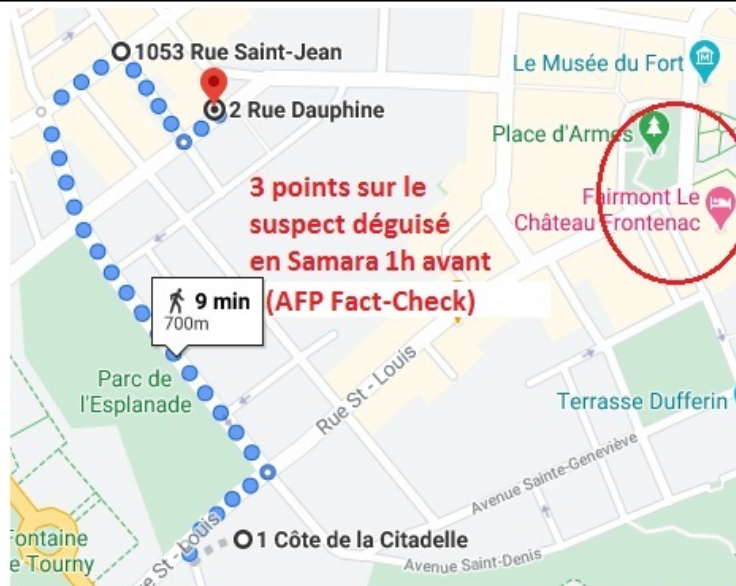 1053 Rue Saint-Jean
Le Musée du Fort
2 Rue Dauphine
Place d'Armes
3 points sur le
suspect déguisé
en Samara 1h avant
(AFP Fact-Check)
Fairmont Le
Château Frontenac
9 min
700m
Parc de
l'Esplanade
Rue St - Louis
Terrasse Dufferin
Avenue Sainte-Geneviève
1 Côte de la Citadelle
Fontaine
e Tourny
e St - Louis
Avenue Saint-Denis